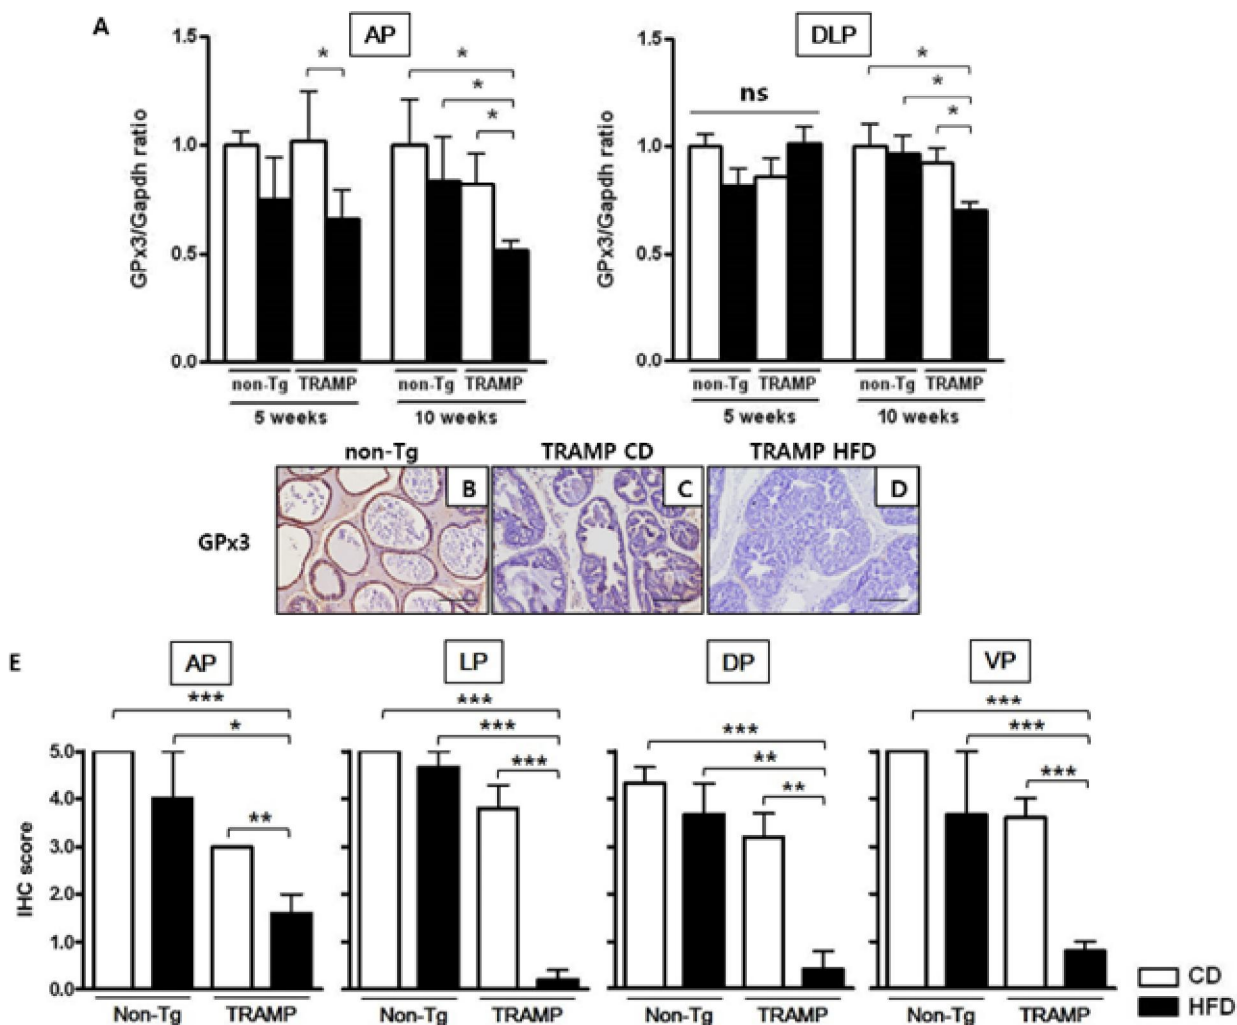 A
AP
DLP
GPx3/Gapdh ratio
1.5
1.0
0.5
0.0
*
*
*
*
non-Tg TRAMP non-Tg TRAMP
5 weeks 10 weeks
GPx3/Gapdh ratio
1.5
1.0
0.5
0.0
ns
*
*
*
non-Tg TRAMP non-Tg TRAMP
5 weeks 10 weeks
non-Tg TRAMP CD TRAMP HFD
B C D
GPx3
E
AP LP DP VP
IHC score
5.0
4.0
3.0
2.0
1.0
0.0
***
*
**
***
***
***
***
**
**
***
***
***
Non-Tg TRAMP Non-Tg TRAMP Non-Tg TRAMP Non-Tg TRAMP
CD
HFD